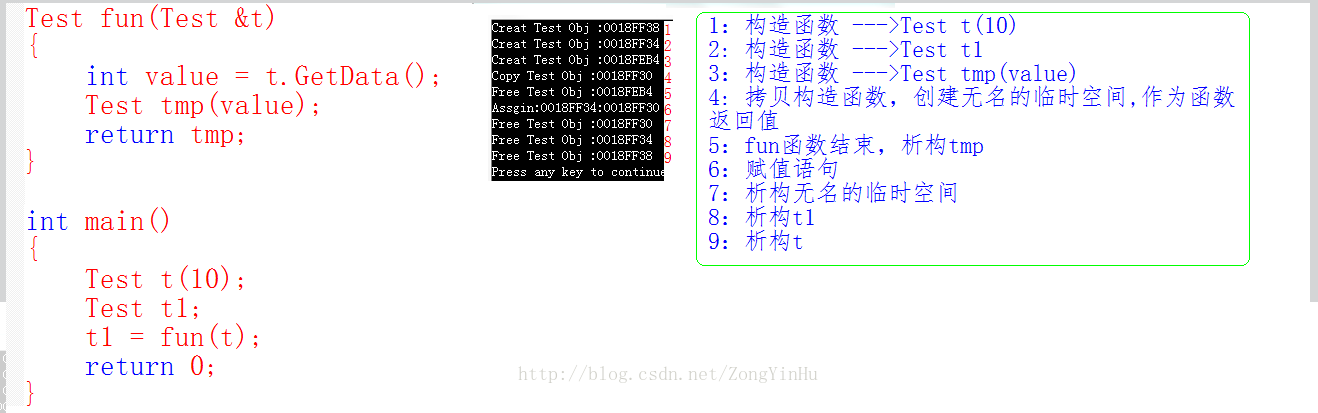 Test fun(Test &t)
{
int value = t.GetData();
Test tmp(value);
return tmp;
}
int main()
{
Test t(10);
Test t1;
t1 = fun(t);
return 0;
}
Creat Test Obj :0018FF38 1
Creat Test Obj :0018FF34 2
Creat Test Obj :0018FEB4 3
Copy Test Obj :0018FF30 4
Free Test Obj :0018FEB4 5
Assgin:0018FF34:0018FF30 6
Free Test Obj :0018FF30 7
Free Test Obj :0018FF34 8
Free Test Obj :0018FF38 9
Press any key to continue
1: 构造函数 --->Test t(10)
2: 构造函数 --->Test t1
3: 构造函数 --->Test tmp(value)
4: 拷贝构造函数，创建无名的临时空间,作为函数
返回值
5: fun函数结束，析构tmp
6: 赋值语句
7: 析构无名的临时空间
8: 析构t1
9: 析构t
http://blog.csdn.net/ZongYinHu